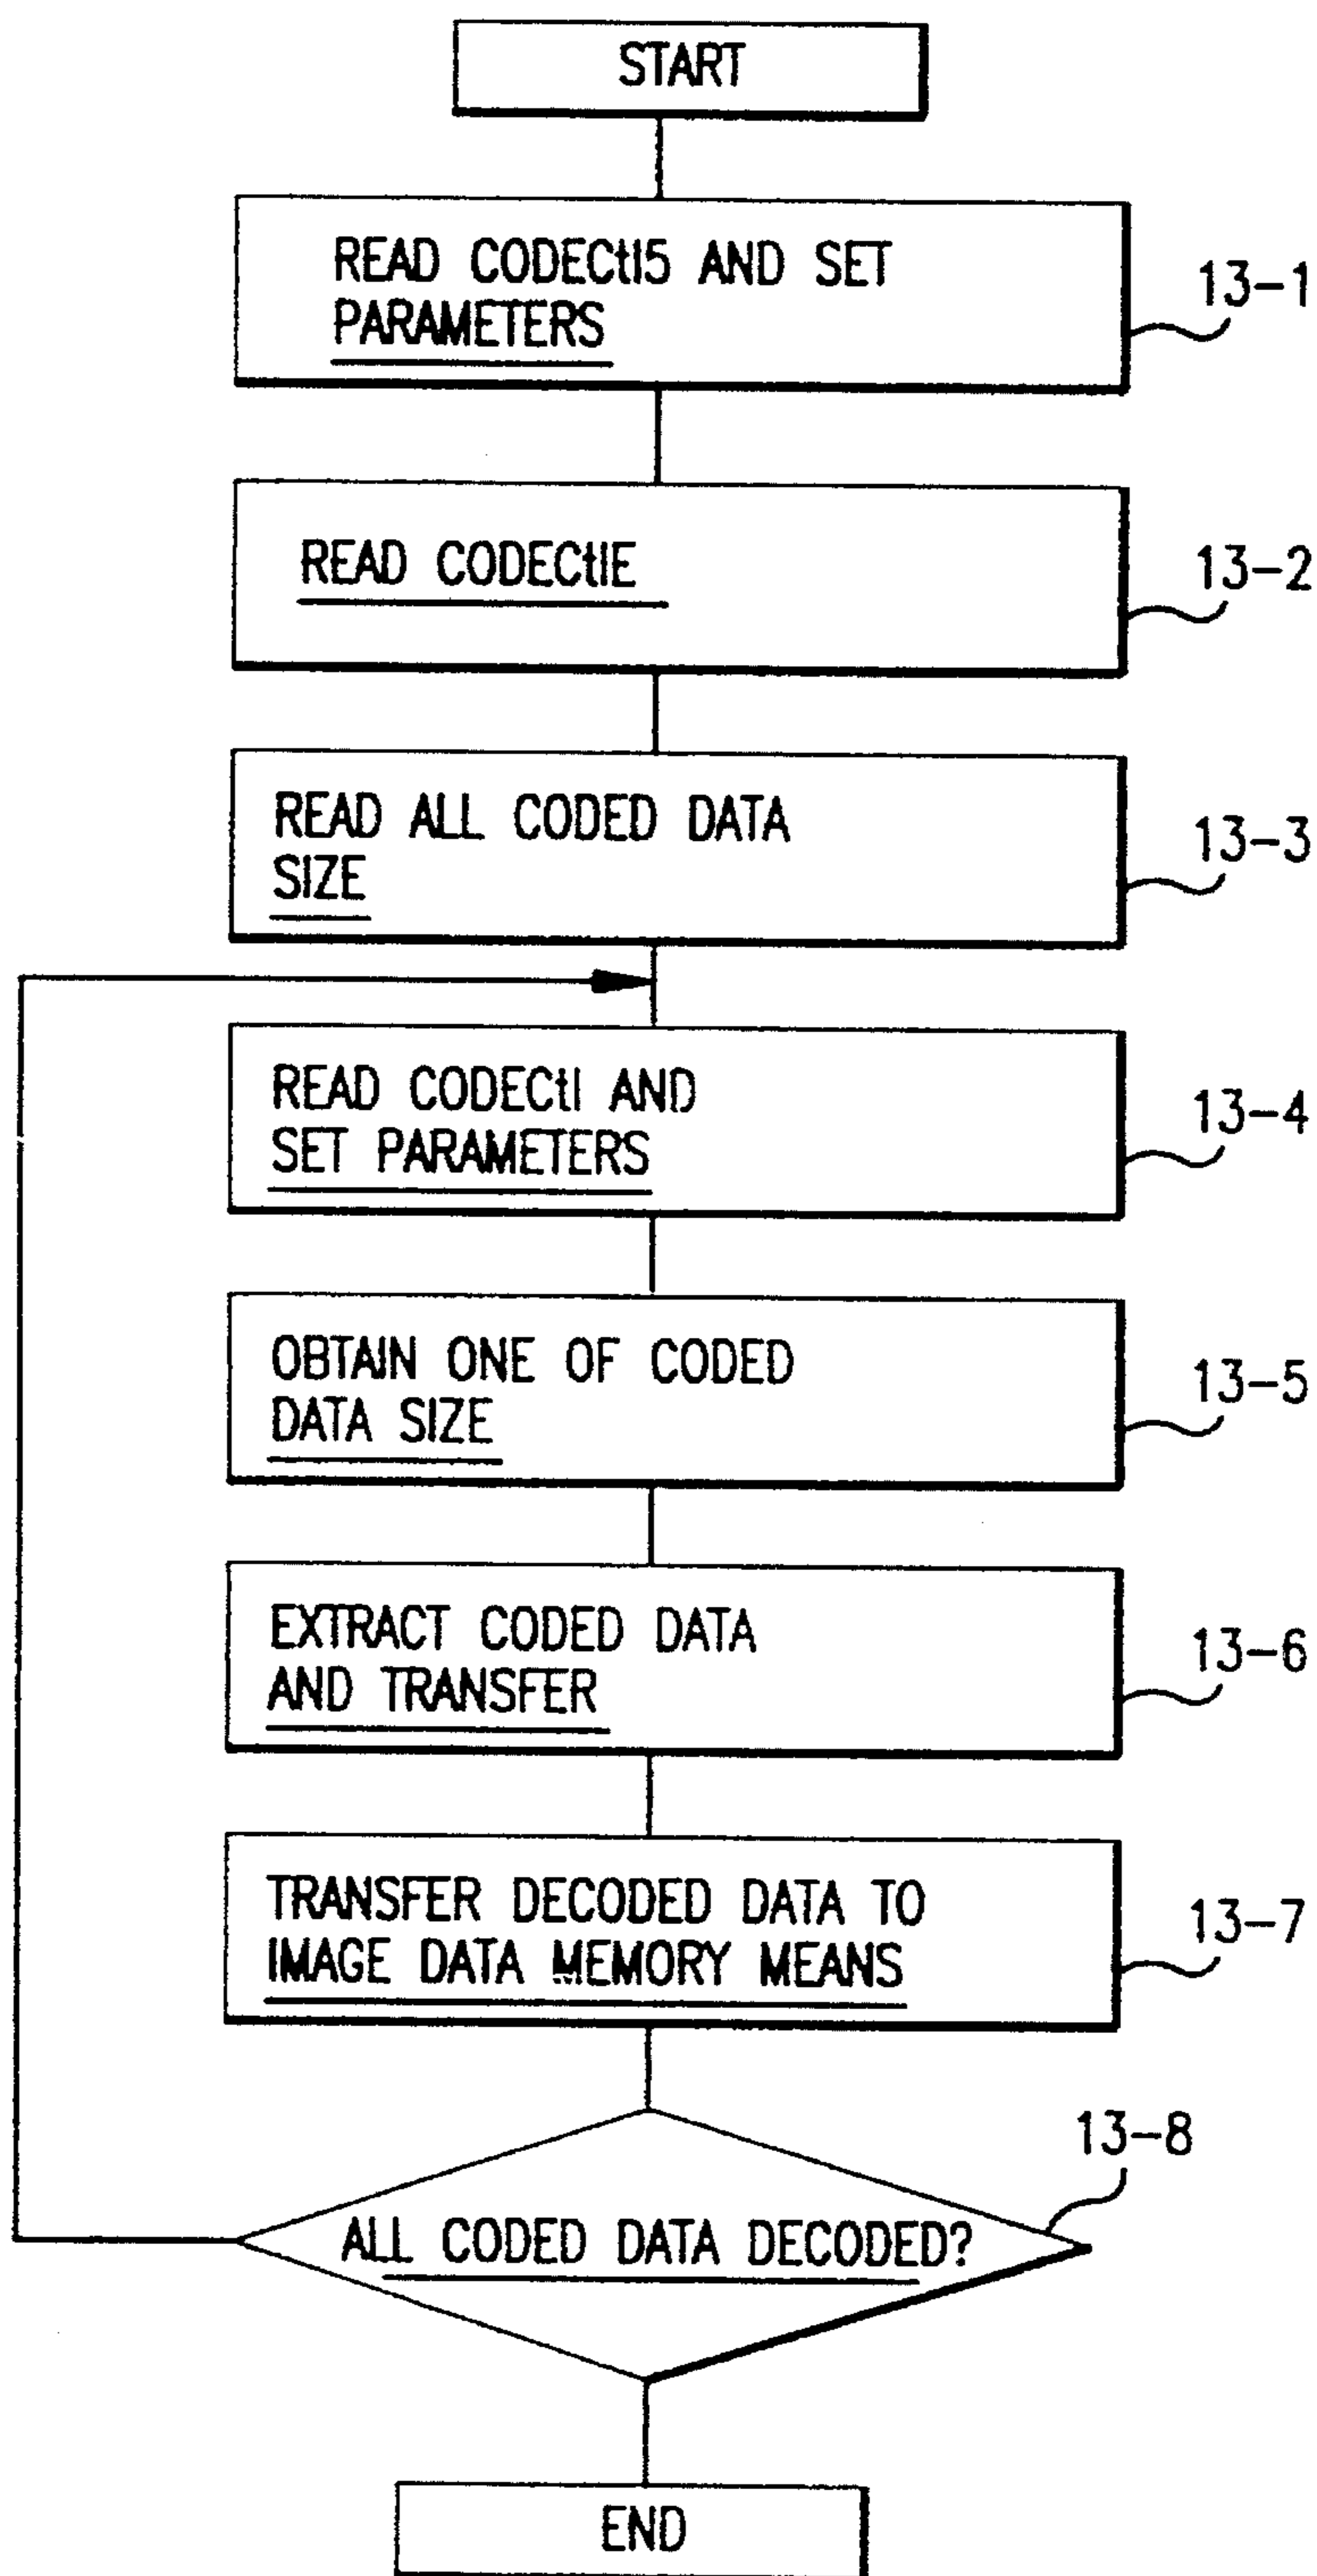 START
READ CODECtl5 AND SET
PARAMETERS
13-1
READ CODECtlE
13-2
READ ALL CODED DATA
SIZE
13-3
READ CODECtl AND
SET PARAMETERS
13-4
OBTAIN ONE OF CODED
DATA SIZE
13-5
EXTRACT CODED DATA
AND TRANSFER
13-6
TRANSFER DECODED DATA TO
IMAGE DATA MEMORY MEANS
13-7
13-8
ALL CODED DATA DECODED?
END